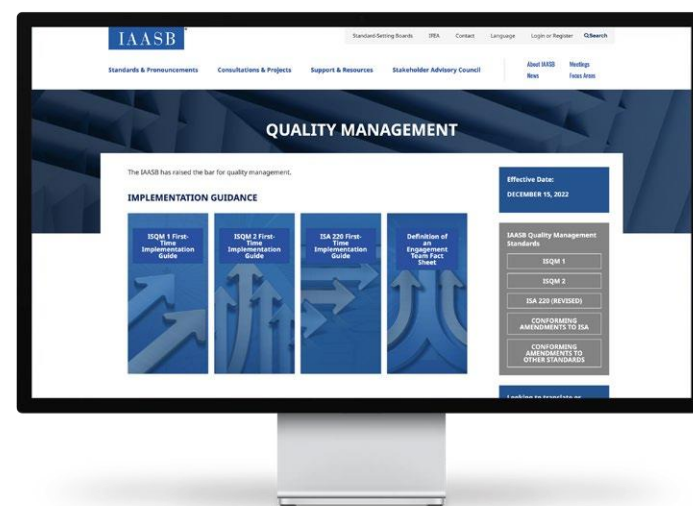 IAASB
Standard-Setting Boards IFEA Contact Language Login or Register Search
Standards & Pronouncements Consultations & Projects Support & Resources Stakeholder Advisory Council
About IAASB Meetings
News Focus Areas
QUALITY MANAGEMENT
The IAASB has raised the bar for quality management.
IMPLEMENTATION GUIDANCE
ISQM 1 First-
Time
Implementation
Guide
ISQM 2 First-
Time
Implementation
Guide
ISA 220 First-
Time
Implementation
Guide
Definition of
an
Engagement
Team Fact
Sheet
Effective Date:
DECEMBER 15, 2022
IAASB Quality Management
Standards
ISQM 1
ISQM 2
ISA 220 (REVISED)
CONFORMING
AMENDMENTS TO ISA
CONFORMING
AMENDMENTS TO
OTHER STANDARDS
Looking to translate or